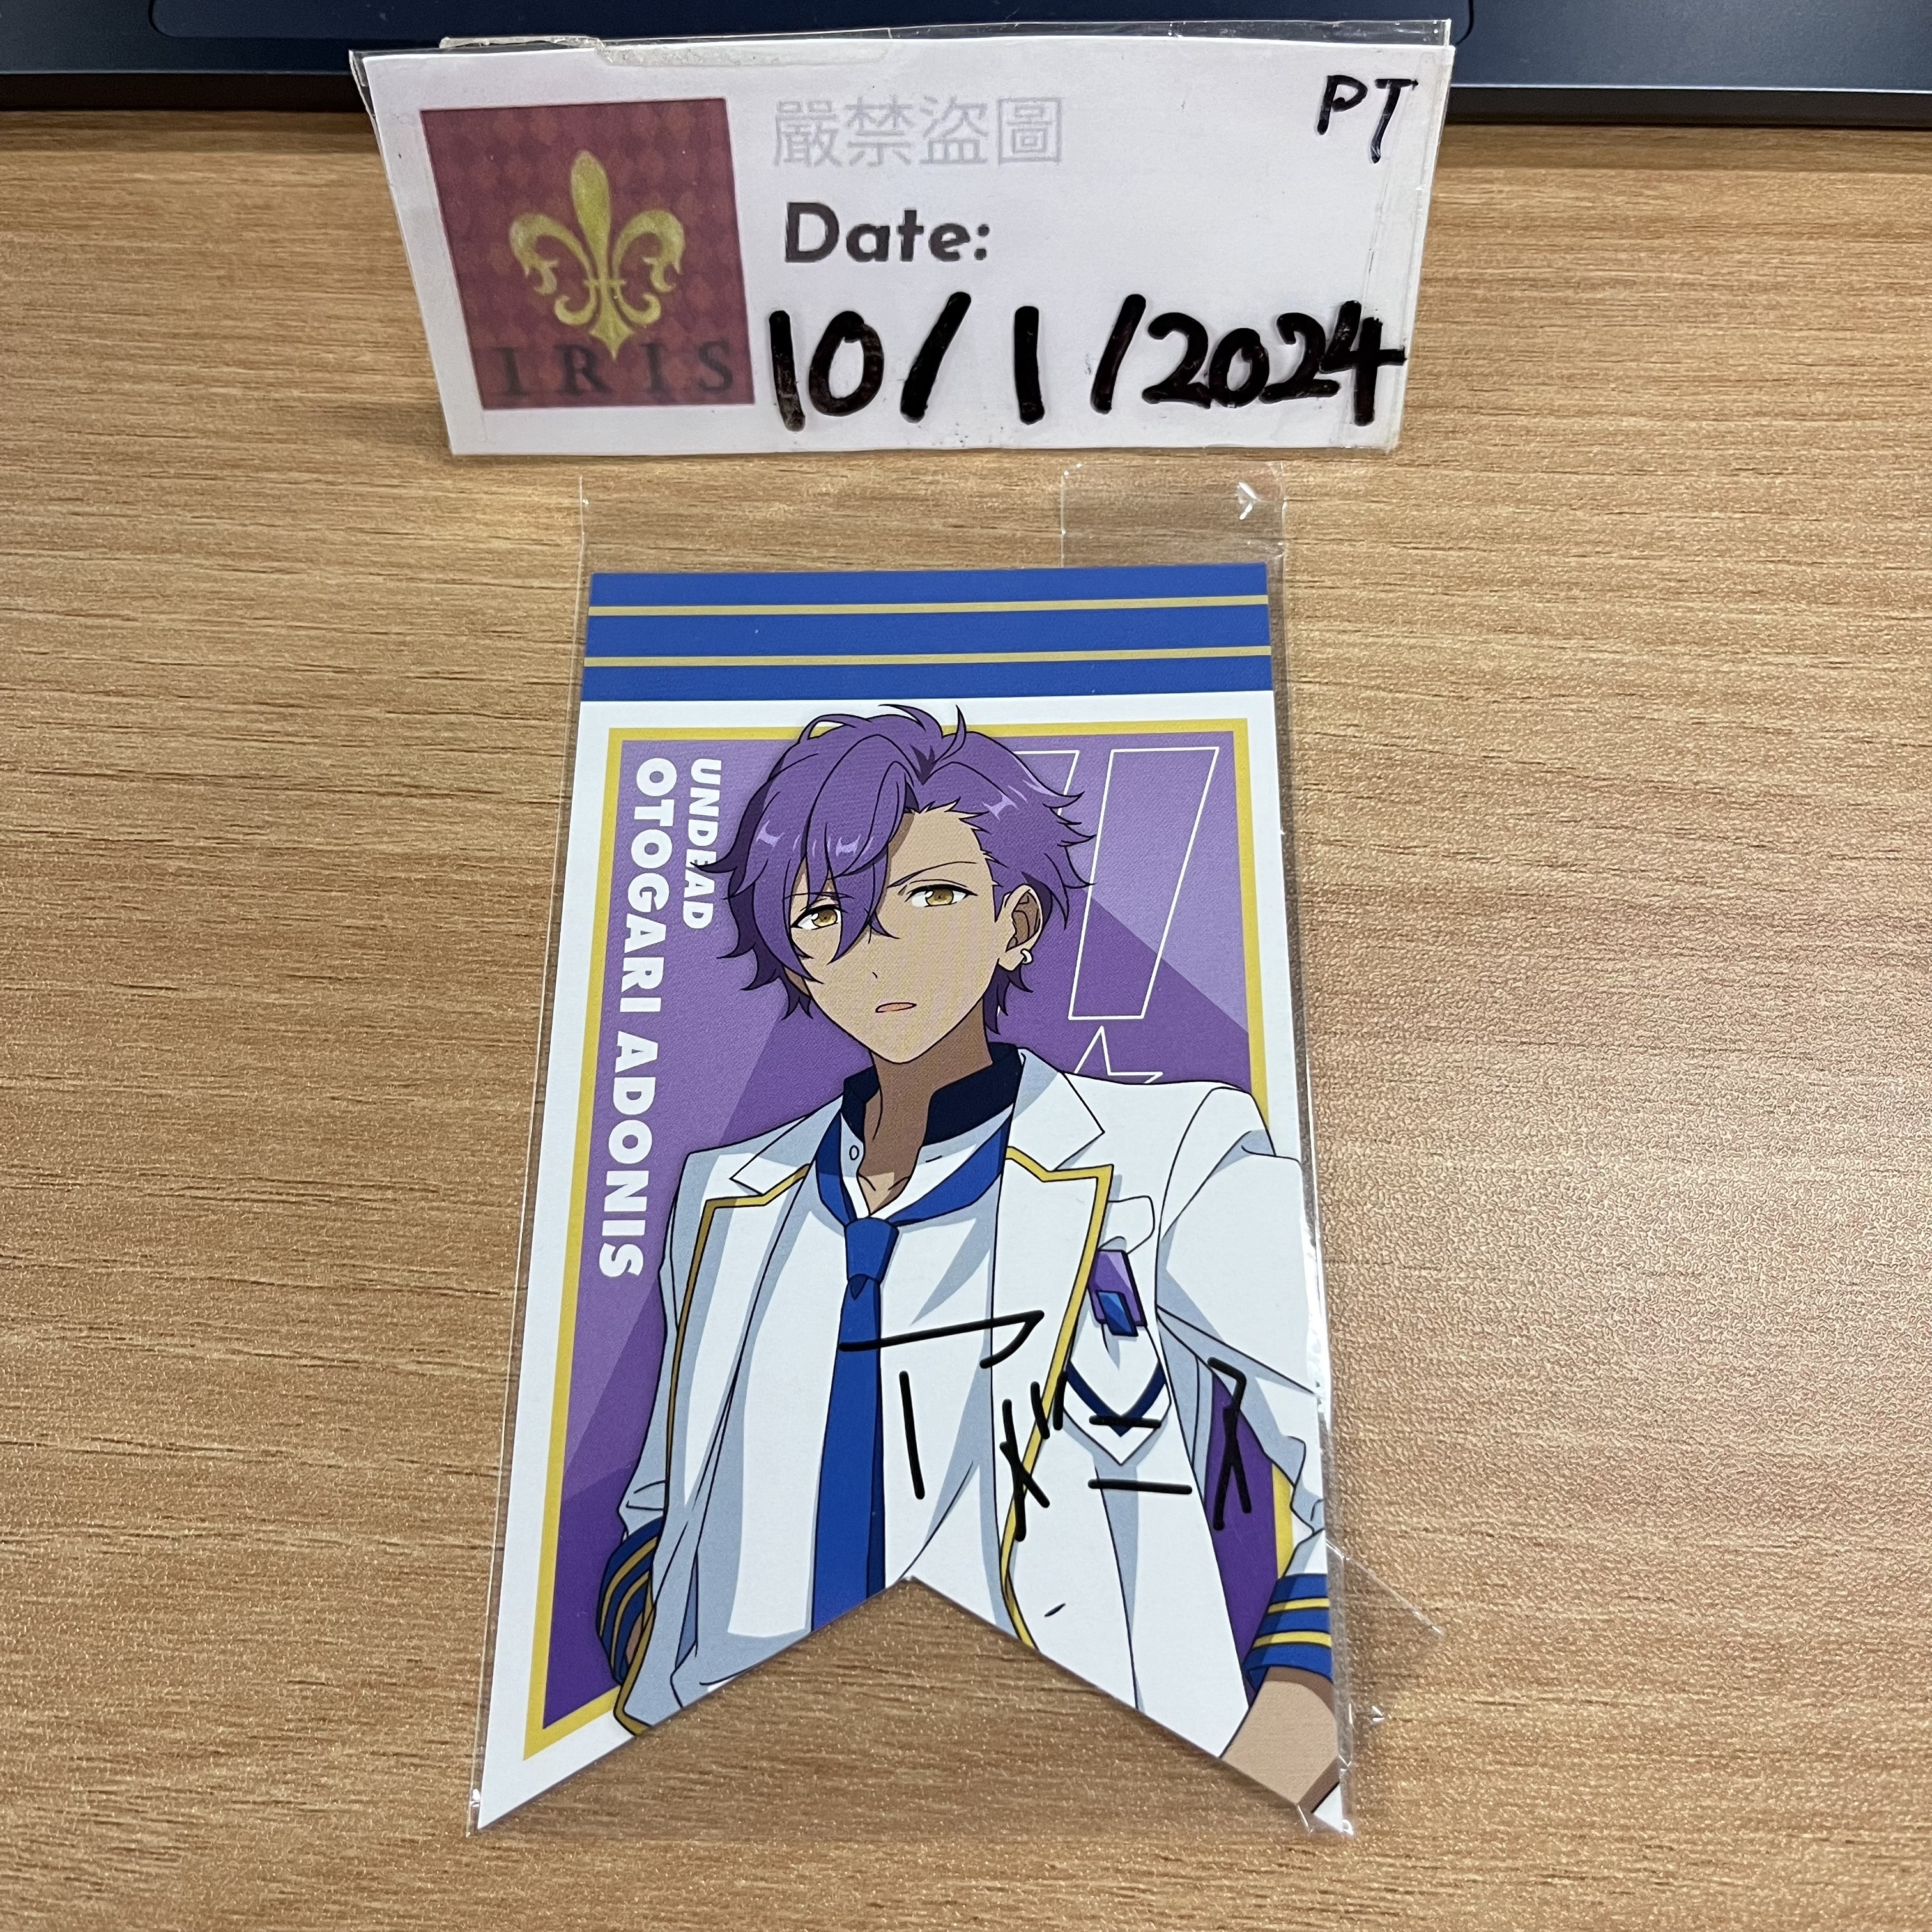 PT
嚴禁盜圖
Date:
10/1/2024
IRIS
UNDEAD
OTOGARI ADONIS
アドニス